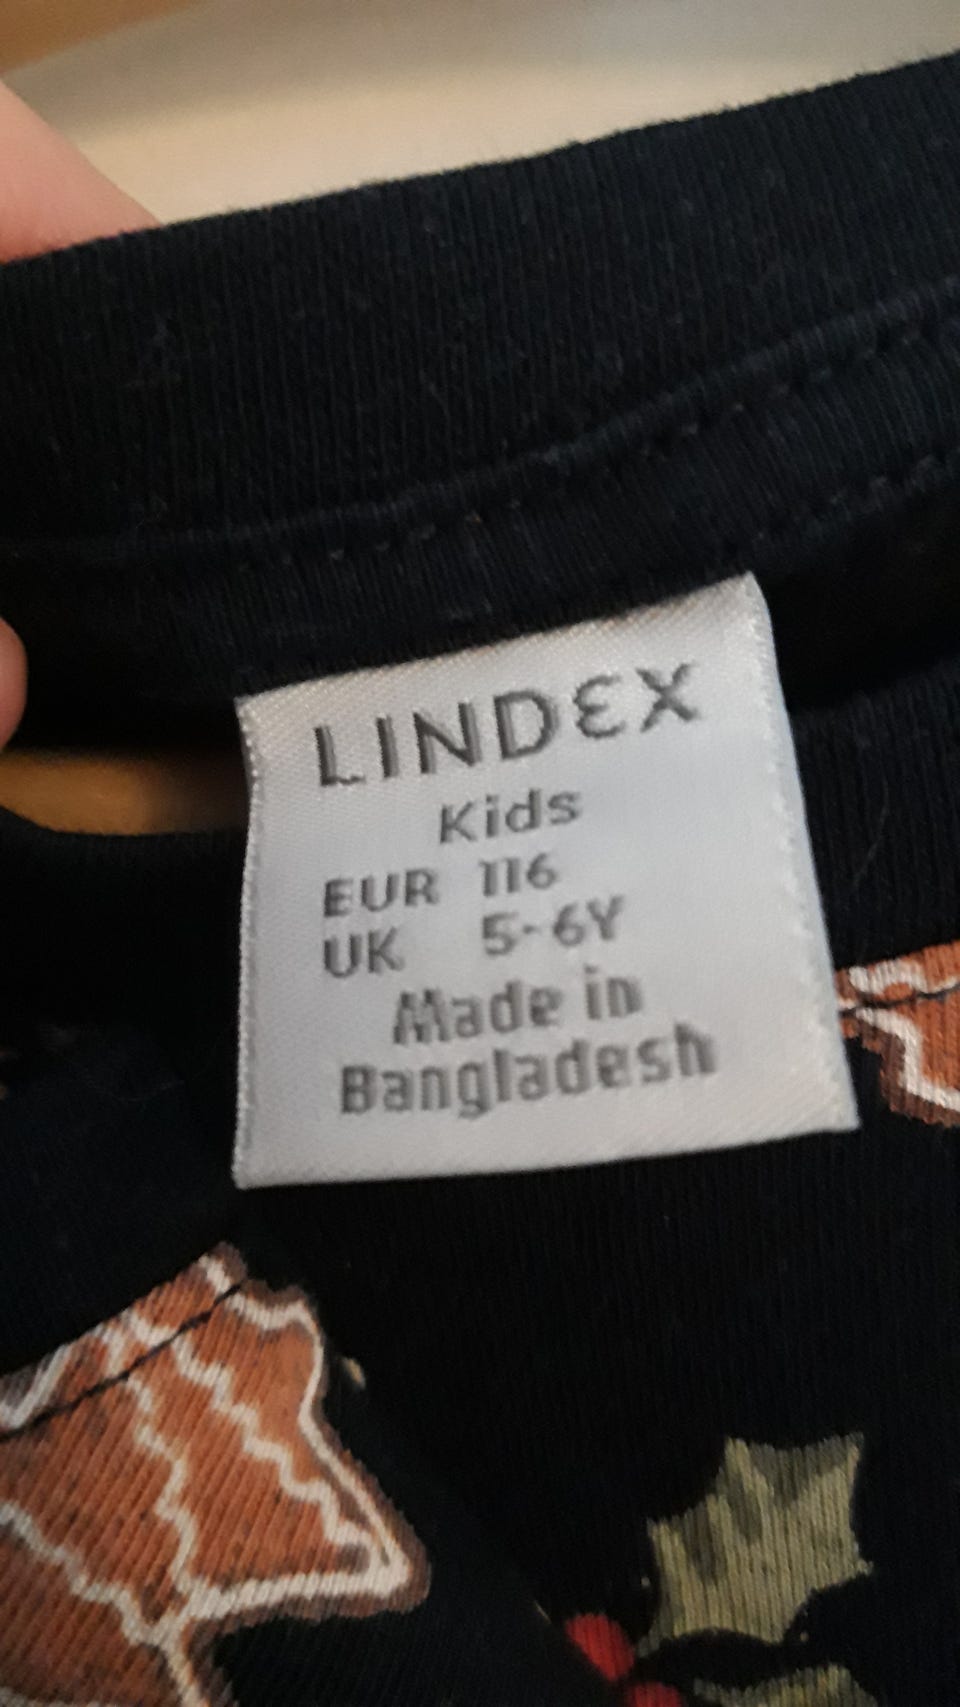 LINDEX
Kids
EUR 116
UK 5-6Y
Made in
Bangladesh